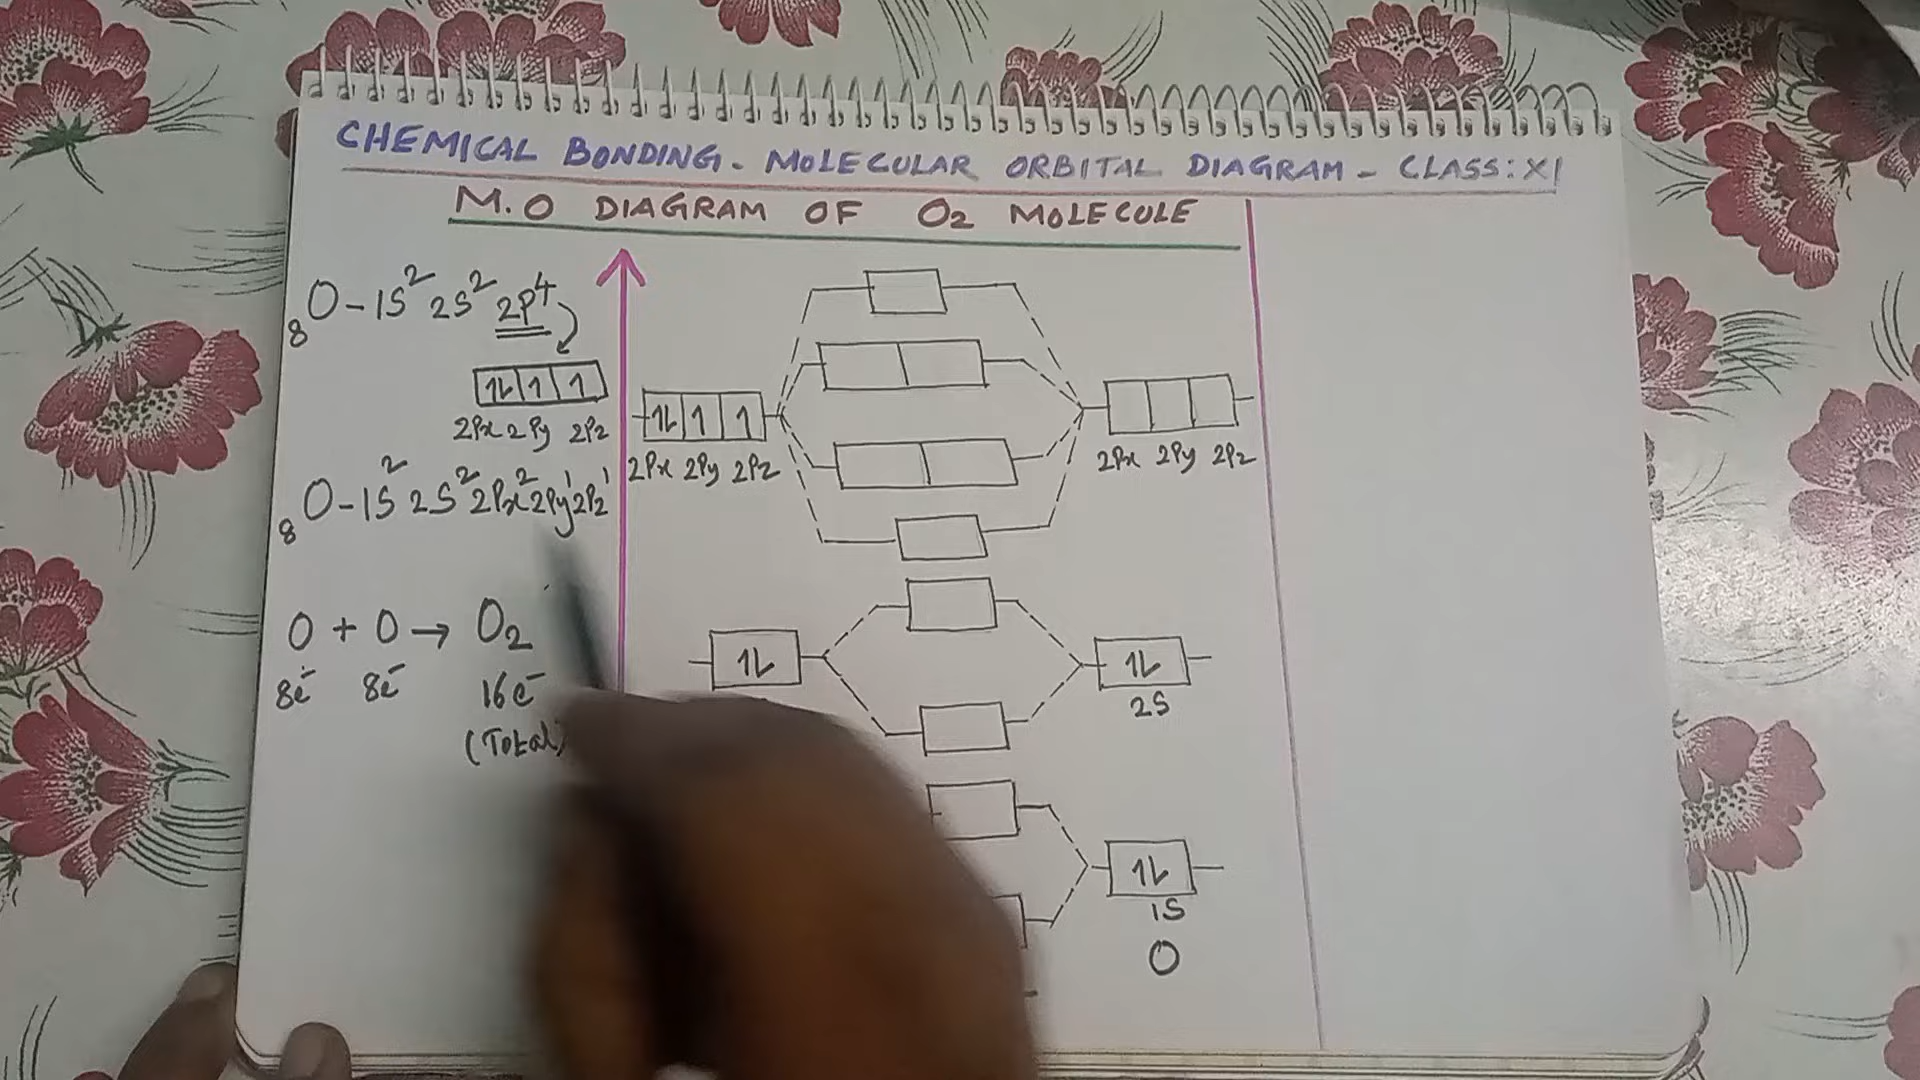 CHEMICAL BONDING - MOLECULAR ORBITAL DIAGRAM - CLASS: XI
M.O DIAGRAM OF O2 MOLECULE
8O - 1S² 2S² 2P⁴
1L 1 1
2Px 2Py 2Pz
8O - 1S² 2S² 2Px² 2Py¹ 2Pz¹
O + O → O2
8e⁻ 8e⁻ 16e⁻
(Total)
1L 1 1
2Px 2Py 2Pz
2Px 2Py 2Pz
1L
1L
2S
1L
1S
O